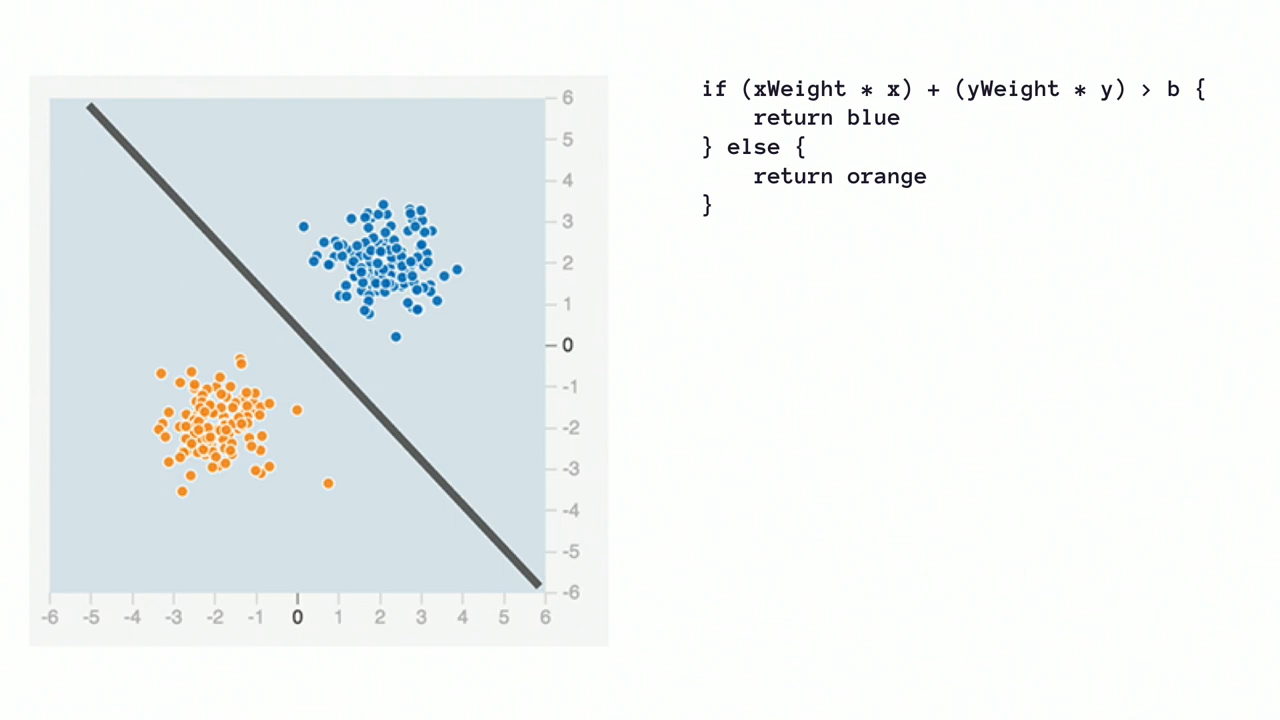 6
5
4
3
2
1
0
-1
-2
-3
-4
-5
-6
-6 -5 -4 -3 -2 -1 0 1 2 3 4 5 6
if (xWeight * x) + (yWeight * y) > b {
    return blue
} else {
    return orange
}